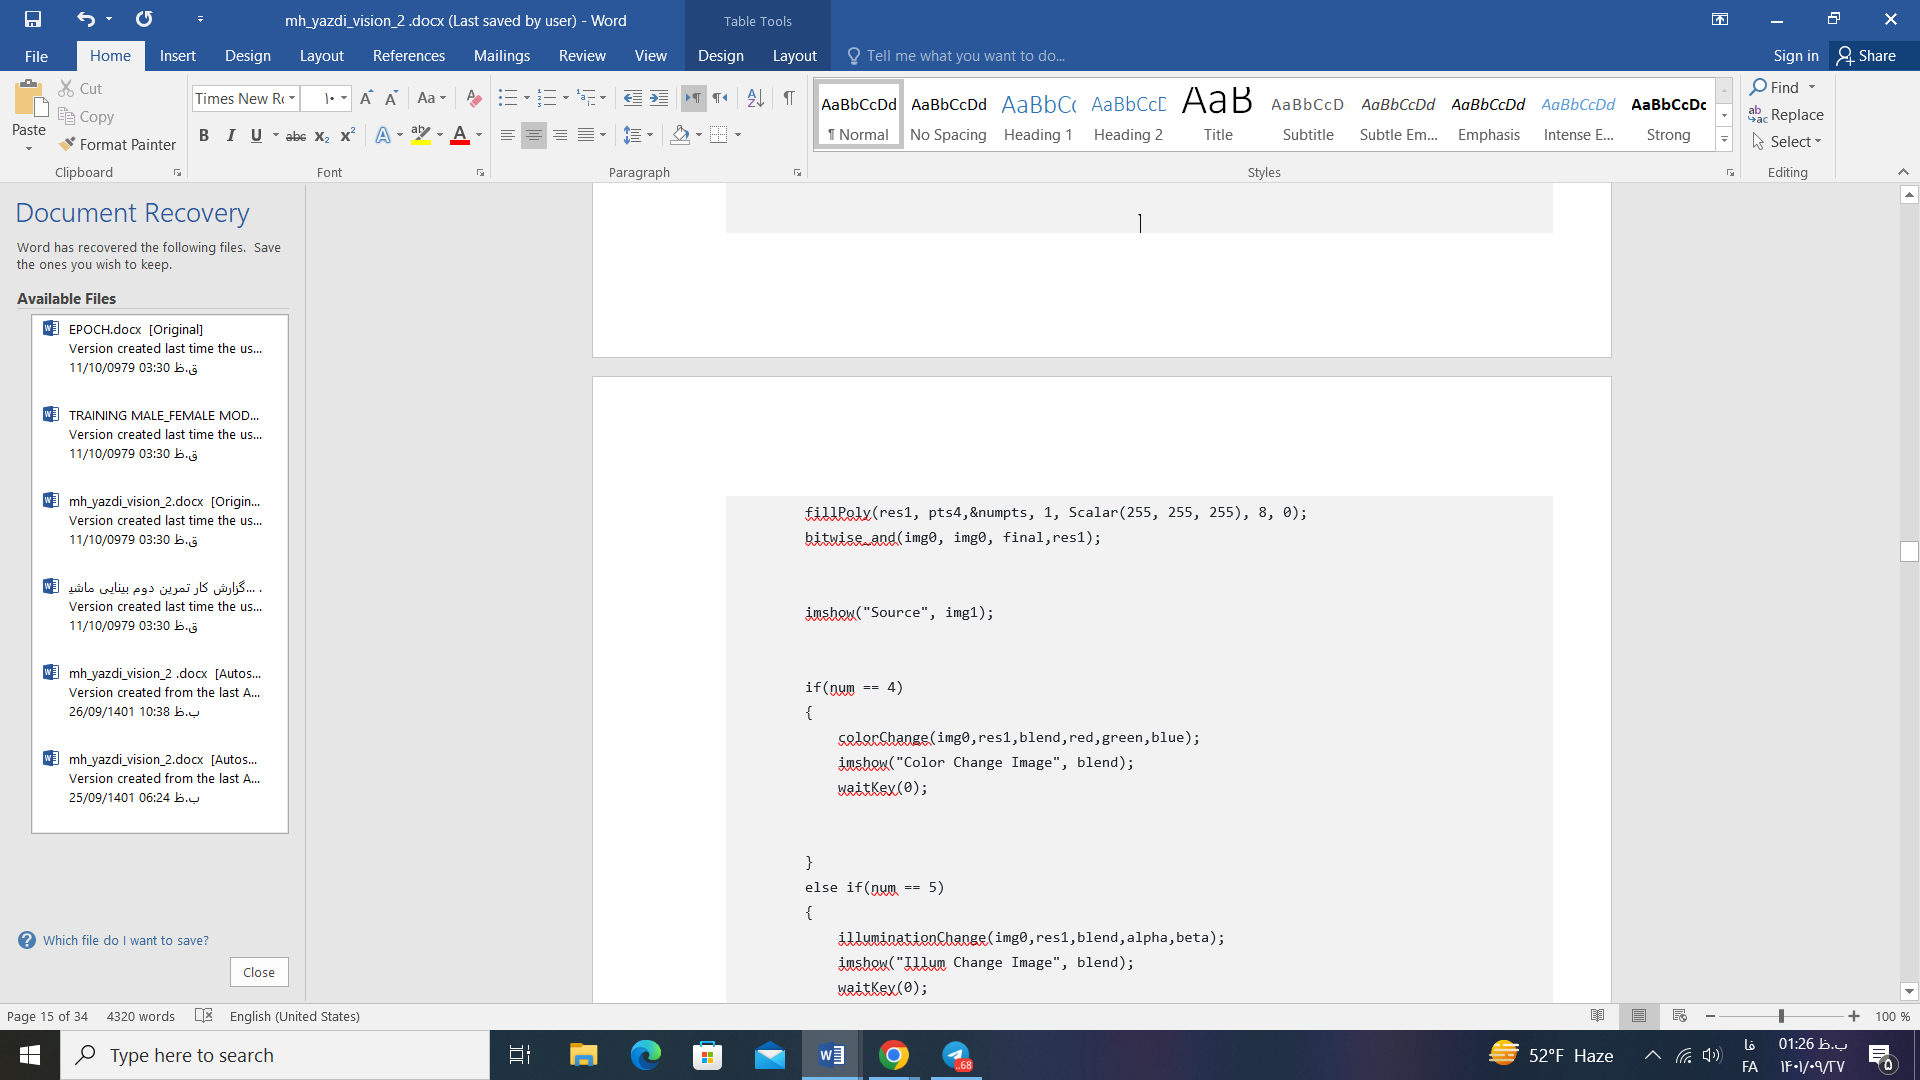 mh_yazdi_vision_2 .docx (Last saved by user) - Word
Table Tools
File Home Insert Design Layout References Mailings Review View Design Layout Tell me what you want to do... Sign in Share
Paste
Cut
Copy
Format Painter
Clipboard
Times New Ro
۱۰
Font
Paragraph
AaBbCcDd AaBbCcDd AaBbC AaBbCcD AaB AaBbCcD AaBbCcDd AaBbCcDd AaBbCcDd AaBbCcDc
¶ Normal No Spacing Heading 1 Heading 2 Title Subtitle Subtle Em... Emphasis Intense E... Strong
Styles
Find
Replace
Select
Editing
Document Recovery
Word has recovered the following files. Save
the ones you wish to keep.
Available Files
EPOCH.docx [Original]
Version created last time the us...
11/10/0979 03:30 ق.ظ
TRAINING MALE_FEMALE MOD...
Version created last time the us...
11/10/0979 03:30 ق.ظ
mh_yazdi_vision_2.docx [Origin...
Version created last time the us...
11/10/0979 03:30 ق.ظ
گزارش کار تمرین دوم بینایی ماشی...
Version created last time the us...
11/10/0979 03:30 ق.ظ
mh_yazdi_vision_2 .docx [Autos...
Version created from the last A...
26/09/1401 10:38 ب.ظ
mh_yazdi_vision_2.docx [Autos...
Version created from the last A...
25/09/1401 06:24 ب.ظ
Which file do I want to save?
Close
fillPoly(res1, pts4,&numpts, 1, Scalar(255, 255, 255), 8, 0);
bitwise_and(img0, img0, final,res1);
imshow("Source", img1);
if(num == 4)
{
colorChange(img0,res1,blend,red,green,blue);
imshow("Color Change Image", blend);
waitKey(0);
}
else if(num == 5)
{
illuminationChange(img0,res1,blend,alpha,beta);
imshow("Illum Change Image", blend);
waitKey(0);
Page 15 of 34 4320 words English (United States) 100 %
Type here to search
..68
52°F Haze
فا
FA
01:26 ب.ظ
۱۴۰۱/۰۹/۲۷
۵